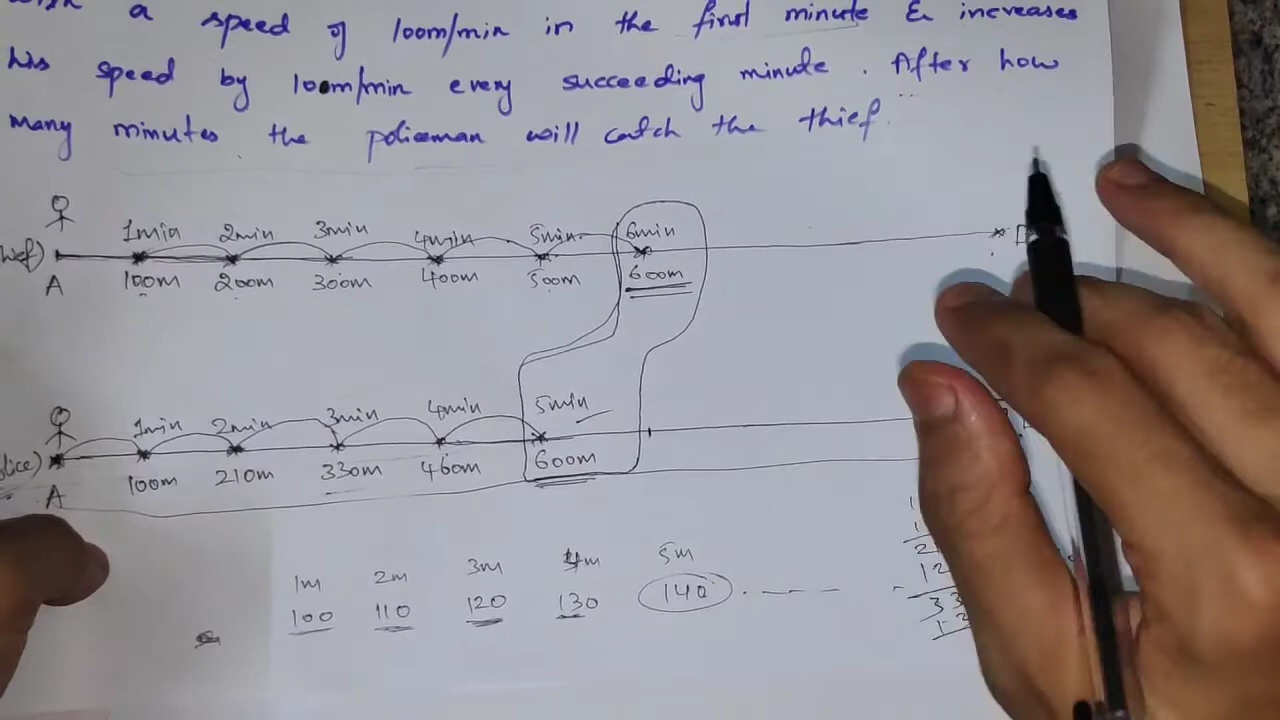 a speed of 100m/min in the first minute & increases
his speed by 100m/min every succeeding minute. After how
many minutes the policeman will catch the thief.
1min 2min 3min 4min 5min 6min
A 100m 200m 300m 400m 500m 600m
1min 2min 3min 4min 5min
A 100m 210m 330m 460m 600m
1m 2m 3m 4m 5m
100 110 120 130 140